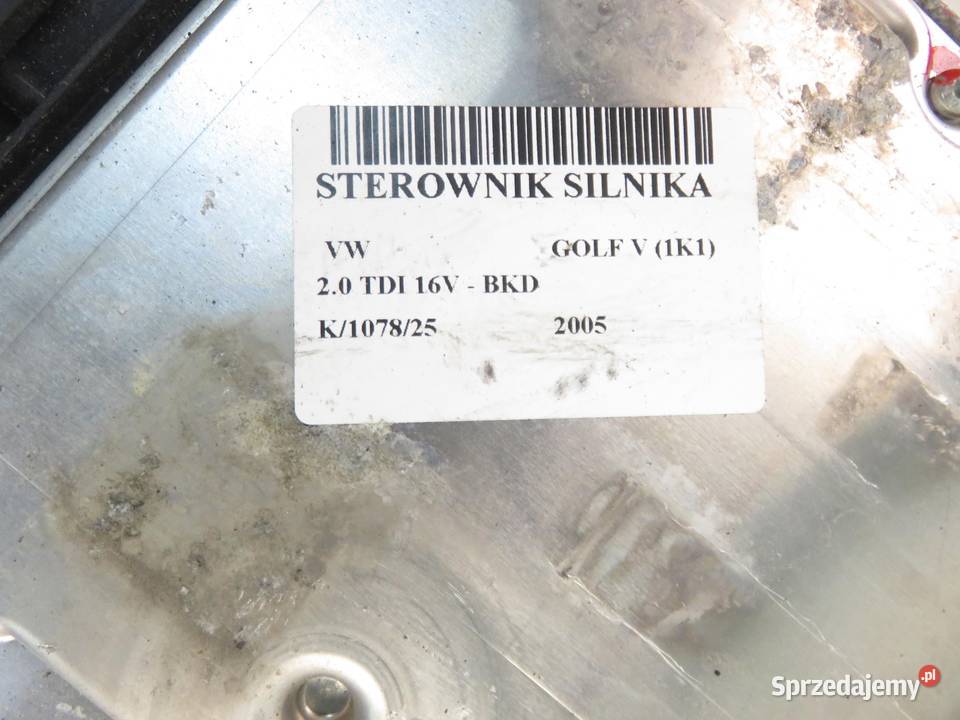 STEROWNIK SILNIKA
VW GOLF V (1K1)
2.0 TDI 16V - BKD
K/1078/25 2005
Sprzedajemy.pl